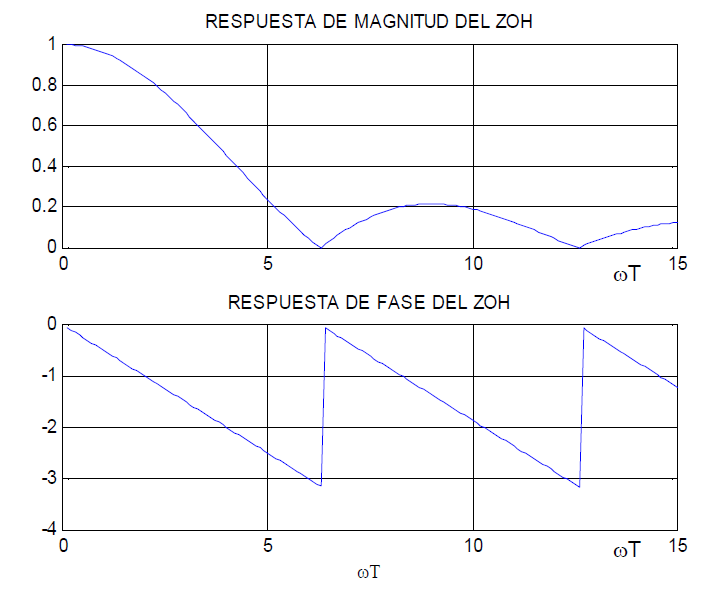 RESPUESTA DE MAGNITUD DEL ZOH
1
0.8
0.6
0.4
0.2
0
0 5 10 15
ωT
RESPUESTA DE FASE DEL ZOH
0
-1
-2
-3
-4
0 5 10 15
ωT
ωT